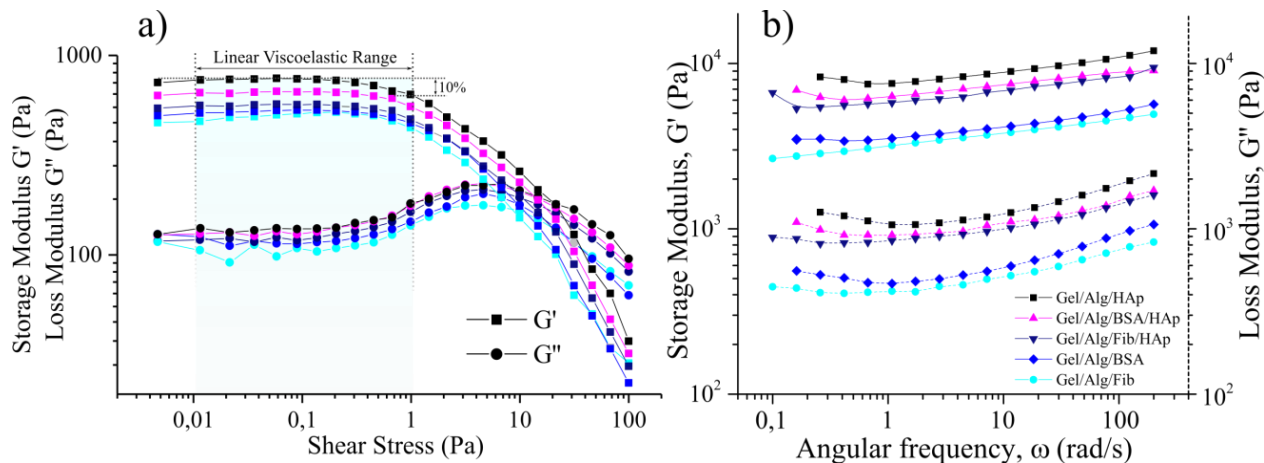 a)
Storage Modulus G' (Pa)
Loss Modulus G" (Pa)
1000
100
Linear Viscoelastic Range
10%
G'
G"
0,01
0,1
1
10
100
Shear Stress (Pa)
b)
Storage Modulus, G' (Pa)
10⁴
10³
10²
Gel/Alg/HAp
Gel/Alg/BSA/HAp
Gel/Alg/Fib/HAp
Gel/Alg/BSA
Gel/Alg/Fib
0,1
1
10
100
Angular frequency, ω (rad/s)
10⁴
10³
10²
Loss Modulus, G" (Pa)